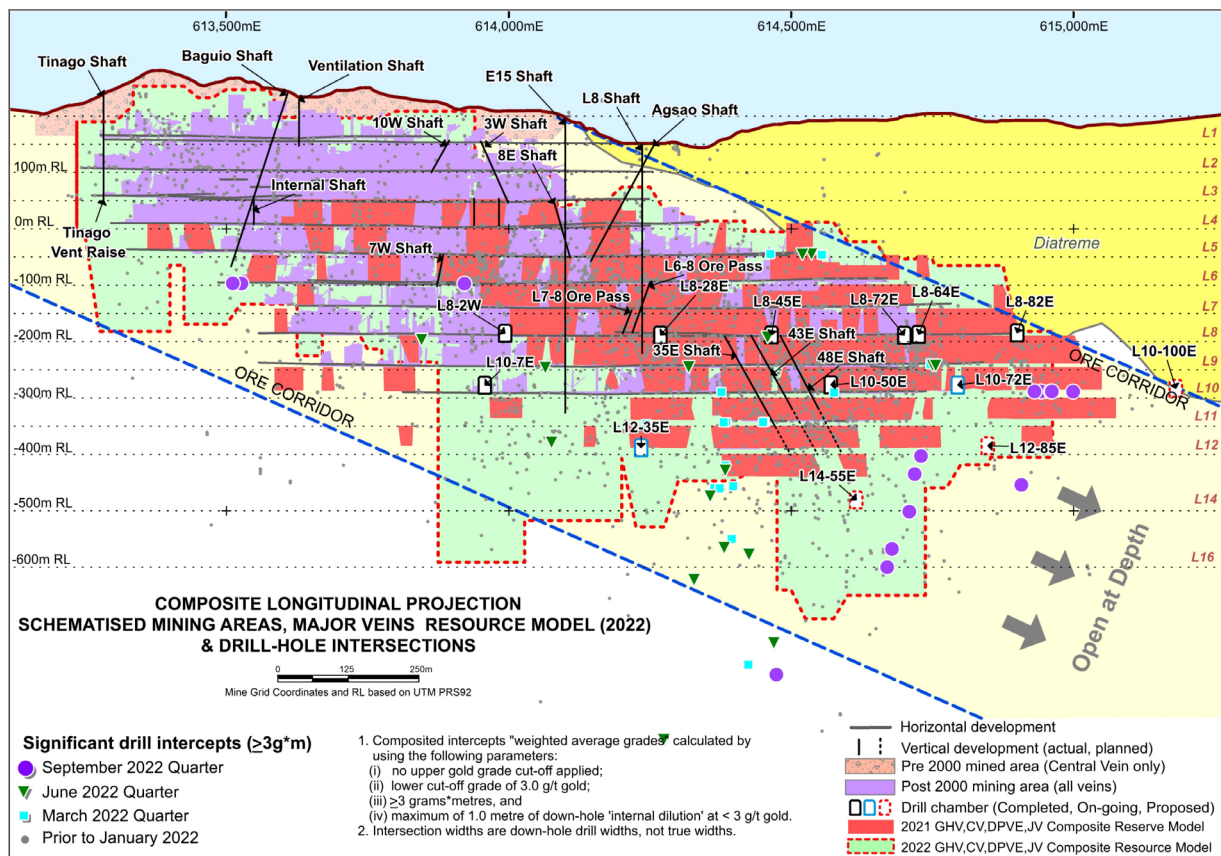 613,500mE
614,000mE
614,500mE
615,000mE
Tinago Shaft
Baguio Shaft
Ventilation Shaft
E15 Shaft
L8 Shaft
Agsao Shaft
10W Shaft
3W Shaft
8E Shaft
L1
100m RL
L2
Internal Shaft
L3
0m RL
L4
Tinago
Vent Raise
7W Shaft
Diatreme
L5
-100m RL
L6-8 Ore Pass
L6
L7-8 Ore Pass
L8-28E
L8-2W
L8-45E
L8-72E
L8-64E
L8-82E
L7
-200m RL
43E Shaft
L8
35E Shaft
48E Shaft
L9
L10-7E
L10-50E
L10-72E
L10-100E
ORE CORRIDOR
ORE CORRIDOR
-300m RL
L10
L11
L12-35E
-400m RL
L12-85E
L12
L14-55E
L14
-500m RL
-600m RL
L16
Open at Depth
COMPOSITE LONGITUDINAL PROJECTION
SCHEMATISED MINING AREAS, MAJOR VEINS RESOURCE MODEL (2022)
& DRILL-HOLE INTERSECTIONS
0 125 250m
Mine Grid Coordinates and RL based on UTM PRS92
Significant drill intercepts (≥3g*m)
September 2022 Quarter
June 2022 Quarter
March 2022 Quarter
Prior to January 2022
1. Composited intercepts "weighted average grades" calculated by
using the following parameters:
(i) no upper gold grade cut-off applied;
(ii) lower cut-off grade of 3.0 g/t gold;
(iii) ≥3 grams*metres, and
(iv) maximum of 1.0 metre of down-hole 'internal dilution' at < 3 g/t gold.
2. Intersection widths are down-hole drill widths, not true widths.
Horizontal development
Vertical development (actual, planned)
Pre 2000 mined area (Central Vein only)
Post 2000 mining area (all veins)
Drill chamber (Completed, On-going, Proposed)
2021 GHV,CV,DPVE,JV Composite Reserve Model
2022 GHV,CV,DPVE,JV Composite Resource Model